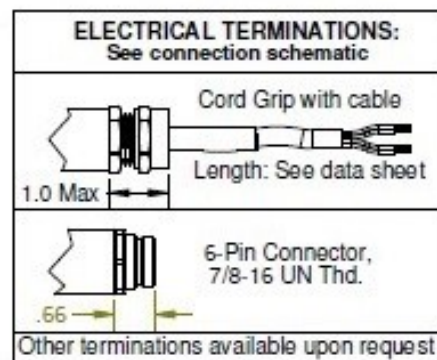 ELECTRICAL TERMINATIONS:
See connection schematic
Cord Grip with cable
Length: See data sheet
1.0 Max
6-Pin Connector,
7/8-16 UN Thd.
.66
Other terminations available upon request